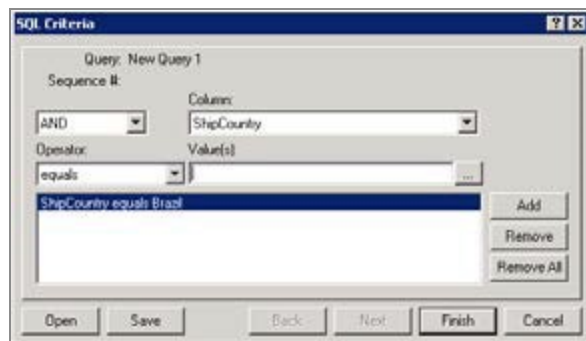 SQL Criteria
Query: New Query 1
Sequence #:
Column:
AND ShipCountry
Operator: Value(s)
equals ...
ShipCountry equals Brazil
Add
Remove
Remove All
Open Save Back Next Finish Cancel